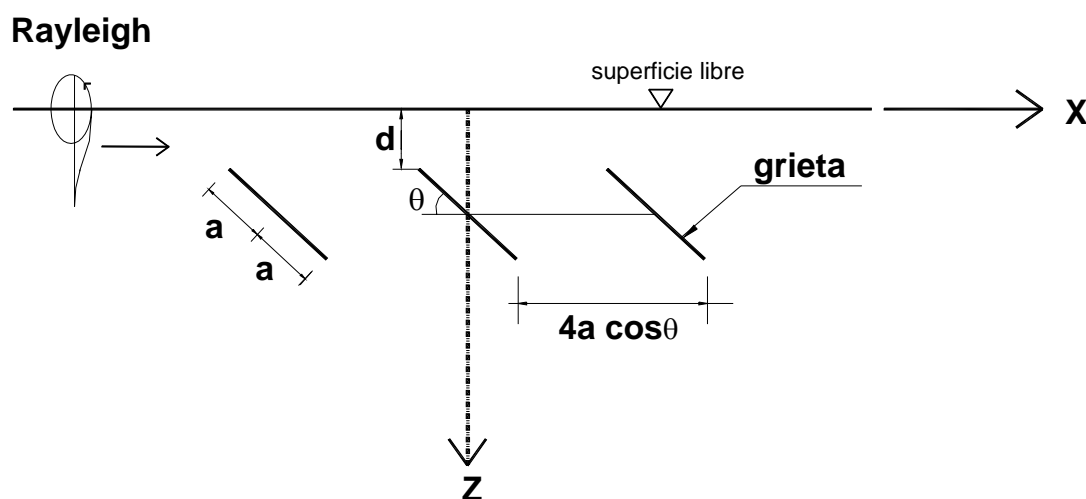 Rayleigh
superficie libre
X
d
grieta
θ
a
a
4a cosθ
Z